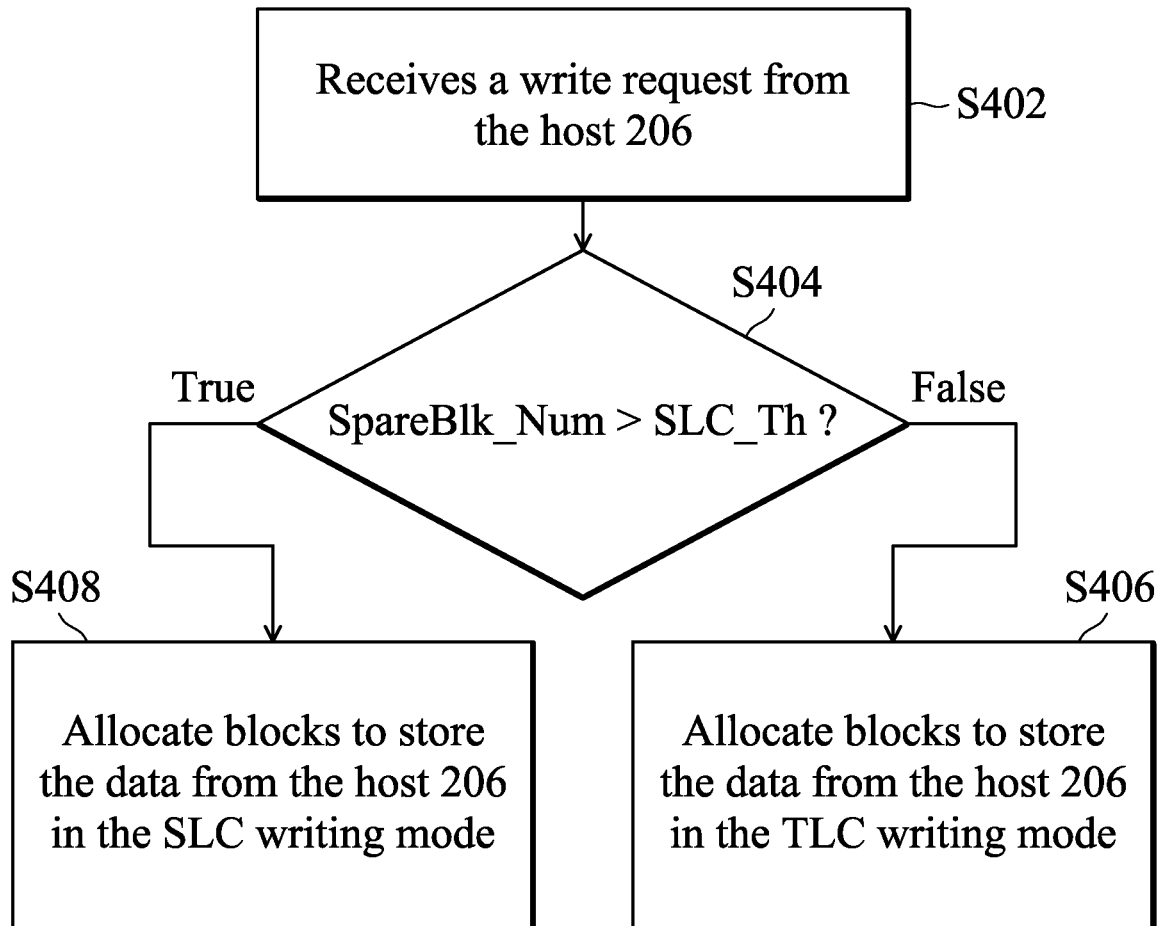 Receives a write request from
the host 206
S402
S404
True
False
SpareBlk_Num > SLC_Th ?
S408
S406
Allocate blocks to store
the data from the host 206
in the SLC writing mode
Allocate blocks to store
the data from the host 206
in the TLC writing mode